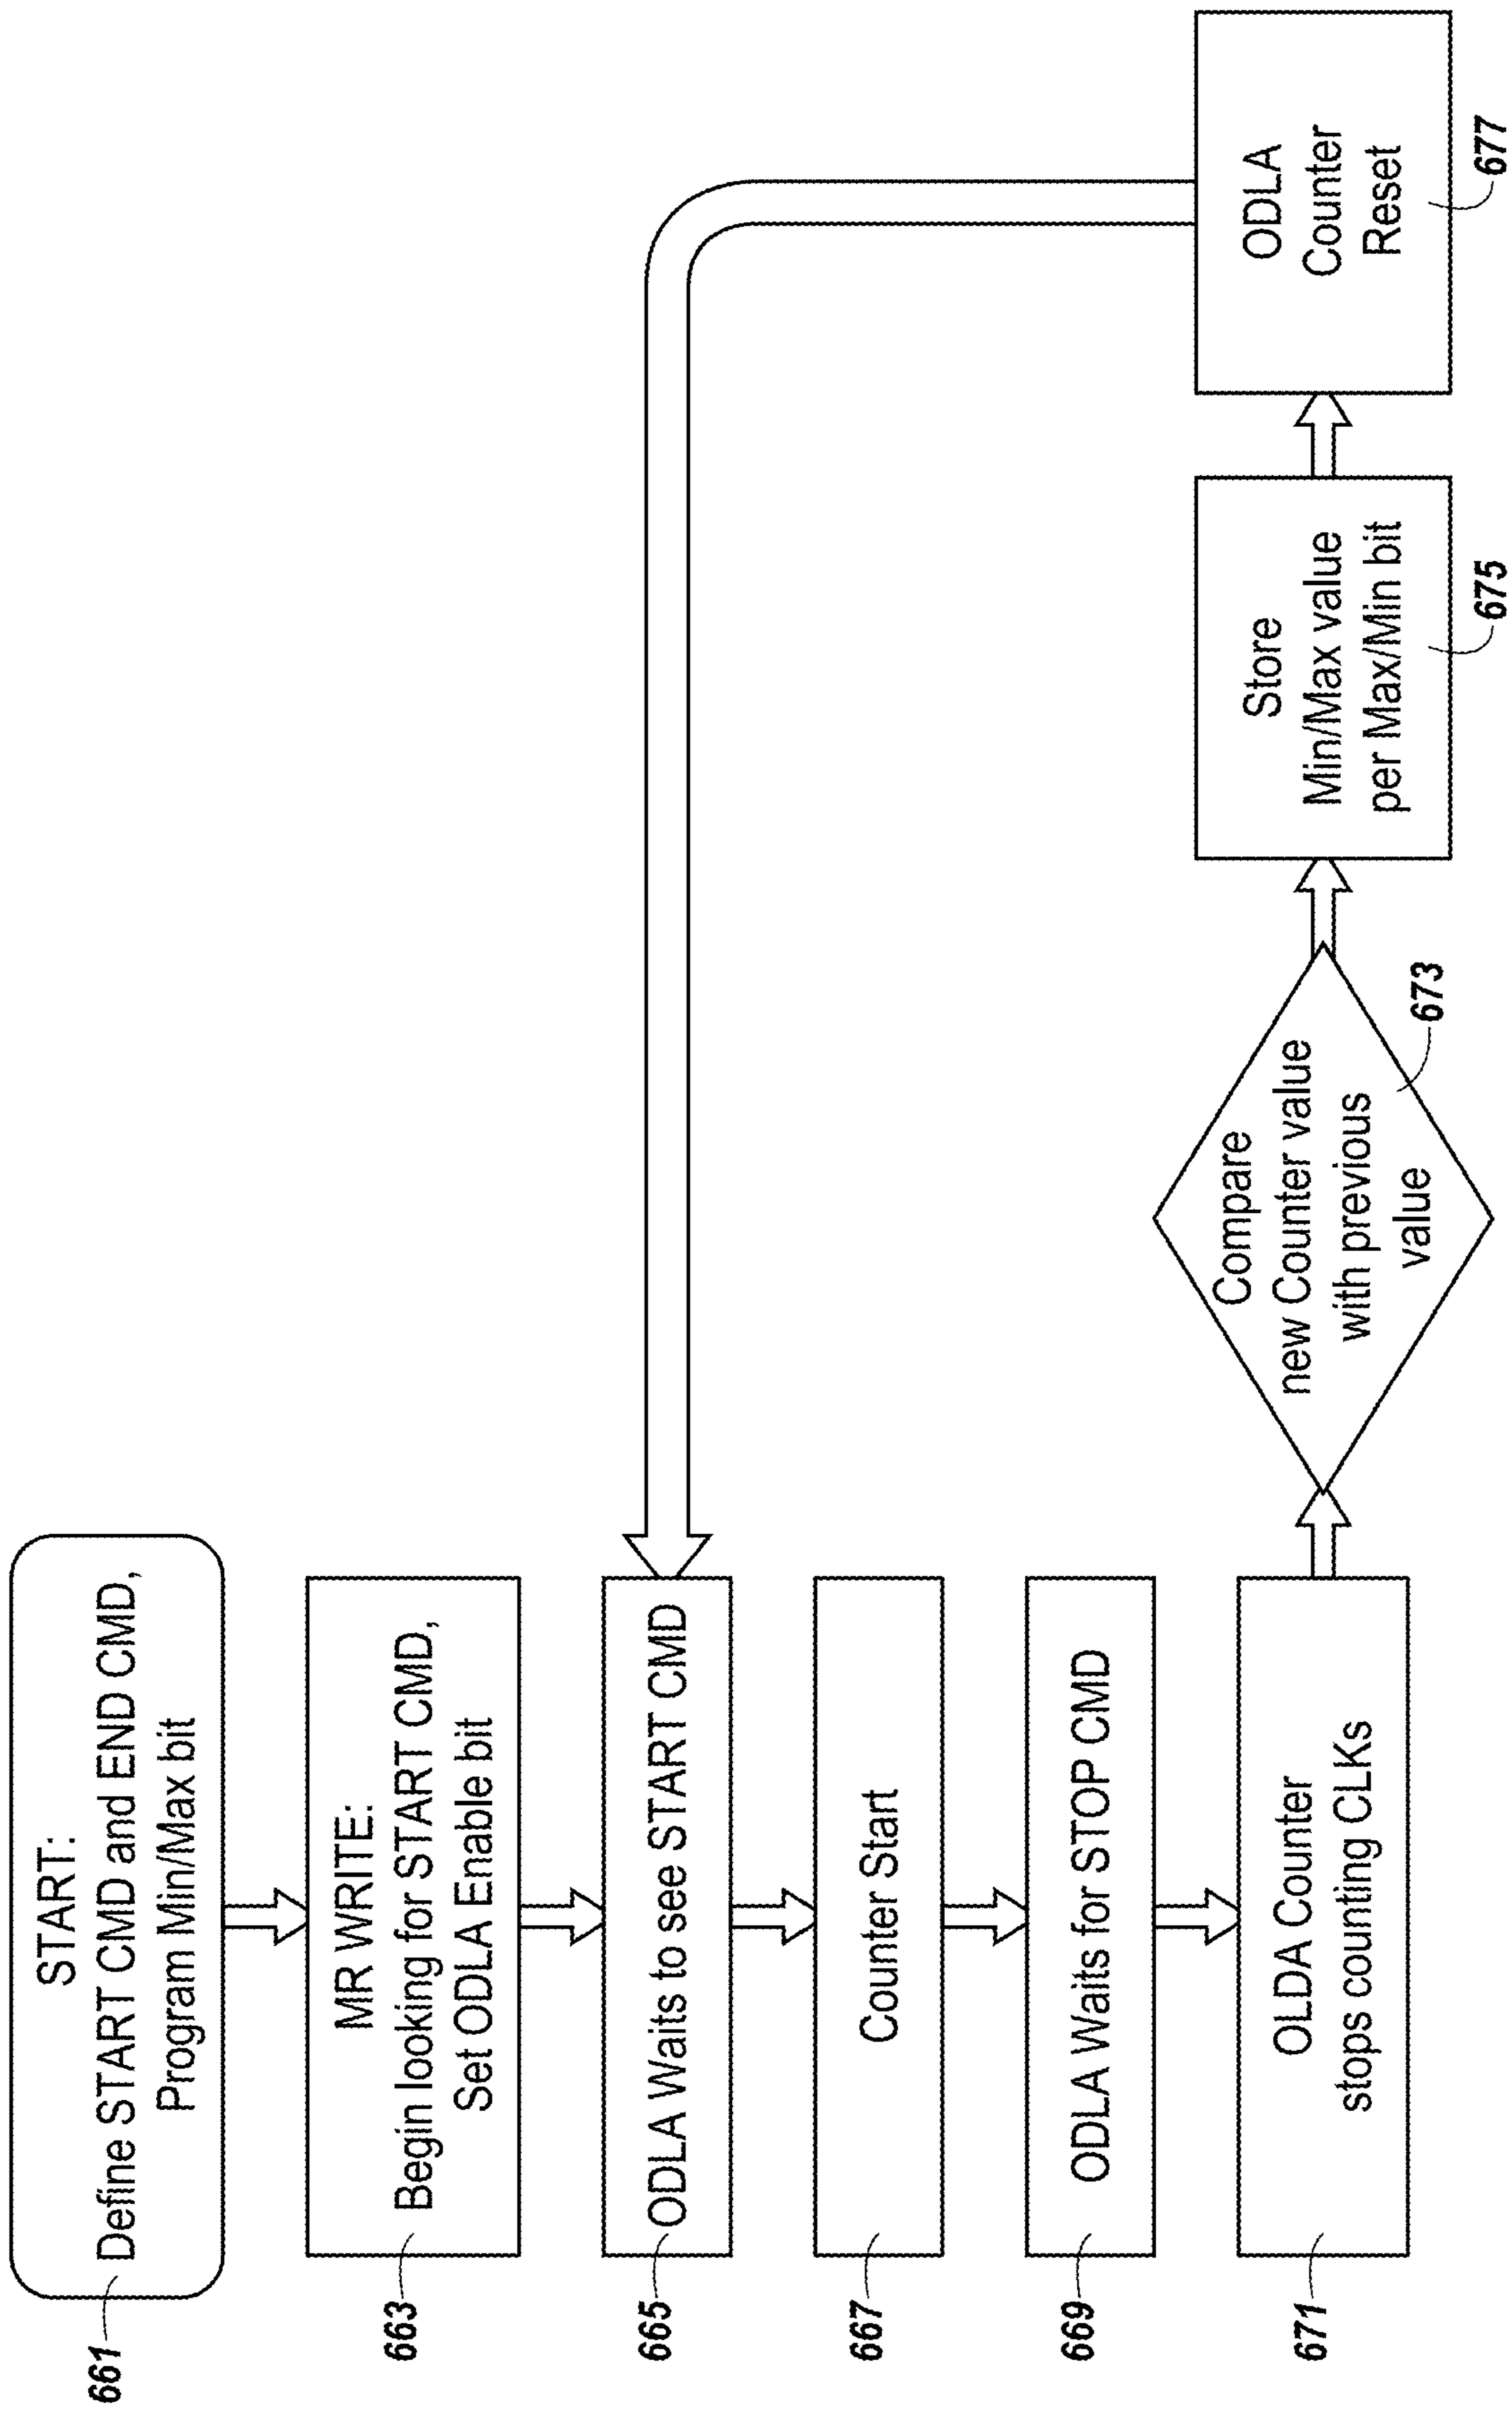 START:
Define START CMD and END CMD,
Program Min/Max bit
661
MR WRITE:
Begin looking for START CMD,
Set ODLA Enable bit
663
ODLA Waits to see START CMD
665
Counter Start
667
ODLA Waits for STOP CMD
669
OLDA Counter
stops counting CLKs
671
Compare
new Counter value
with previous
value
673
Store
Min/Max value
per Max/Min bit
675
ODLA
Counter
Reset
677